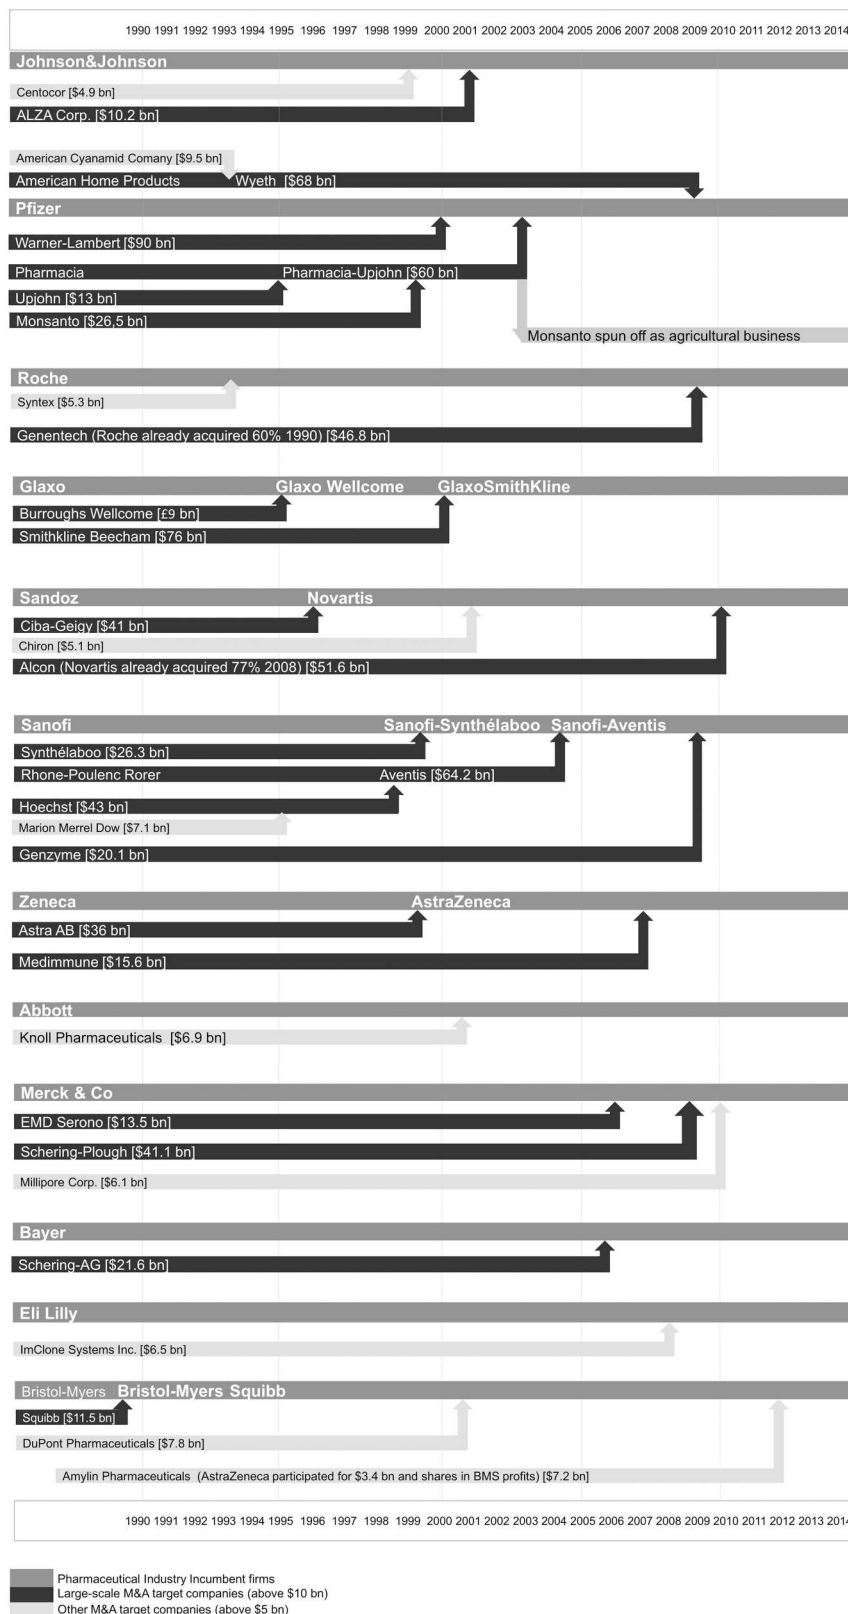 1990 1991 1992 1993 1994 1995 1996 1997 1998 1999 2000 2001 2002 2003 2004 2005 2006 2007 2008 2009 2010 2011 2012 2013 2014
Johnson&Johnson
Centocor [$4.9 bn]
ALZA Corp. [$10.2 bn]
American Cyanamid Comany [$9.5 bn]
American Home Products Wyeth [$68 bn]
Pfizer
Warner-Lambert [$90 bn]
Pharmacia Pharmacia-Upjohn [$60 bn]
Upjohn [$13 bn]
Monsanto [$26,5 bn]
Monsanto spun off as agricultural business
Roche
Syntex [$5.3 bn]
Genentech (Roche already acquired 60% 1990) [$46.8 bn]
Glaxo Glaxo Wellcome GlaxoSmithKline
Burroughs Wellcome [£9 bn]
Smithkline Beecham [$76 bn]
Sandoz Novartis
Ciba-Geigy [$41 bn]
Chiron [$5.1 bn]
Alcon (Novartis already acquired 77% 2008) [$51.6 bn]
Sanofi Sanofi-Synthélaboo Sanofi-Aventis
Synthélaboo [$26.3 bn]
Rhone-Poulenc Rorer Aventis [$64.2 bn]
Hoechst [$43 bn]
Marion Merrel Dow [$7.1 bn]
Genzyme [$20.1 bn]
Zeneca AstraZeneca
Astra AB [$36 bn]
Medimmune [$15.6 bn]
Abbott
Knoll Pharmaceuticals [$6.9 bn]
Merck & Co
EMD Serono [$13.5 bn]
Schering-Plough [$41.1 bn]
Millipore Corp. [$6.1 bn]
Bayer
Schering-AG [$21.6 bn]
Eli Lilly
ImClone Systems Inc. [$6.5 bn]
Bristol-Myers Bristol-Myers Squibb
Squibb [$11.5 bn]
DuPont Pharmaceuticals [$7.8 bn]
Amylin Pharmaceuticals (AstraZeneca participated for $3.4 bn and shares in BMS profits) [$7.2 bn]
1990 1991 1992 1993 1994 1995 1996 1997 1998 1999 2000 2001 2002 2003 2004 2005 2006 2007 2008 2009 2010 2011 2012 2013 2014
Pharmaceutical Industry Incumbent firms
Large-scale M&A target companies (above $10 bn)
Other M&A target companies (above $5 bn)